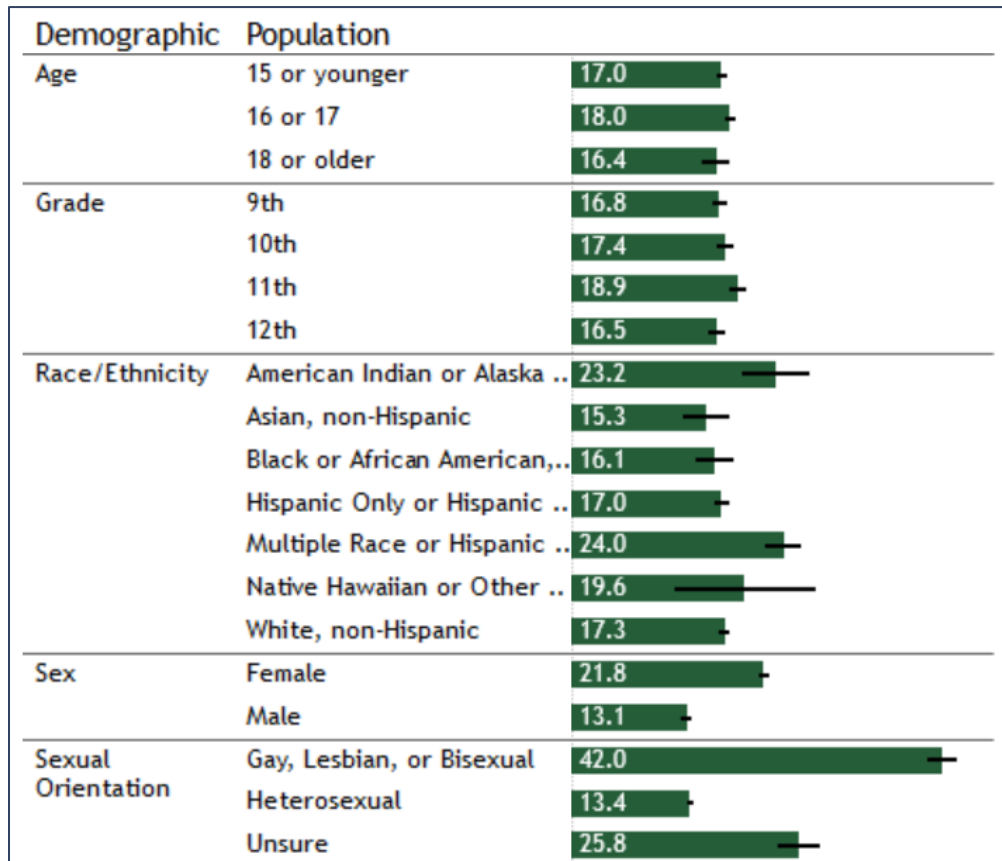 Demographic Population
Age 15 or younger 17.0
16 or 17 18.0
18 or older 16.4
Grade 9th 16.8
10th 17.4
11th 18.9
12th 16.5
Race/Ethnicity American Indian or Alaska .. 23.2
Asian, non-Hispanic 15.3
Black or African American,.. 16.1
Hispanic Only or Hispanic .. 17.0
Multiple Race or Hispanic .. 24.0
Native Hawaiian or Other .. 19.6
White, non-Hispanic 17.3
Sex Female 21.8
Male 13.1
Sexual Gay, Lesbian, or Bisexual 42.0
Orientation
Heterosexual 13.4
Unsure 25.8